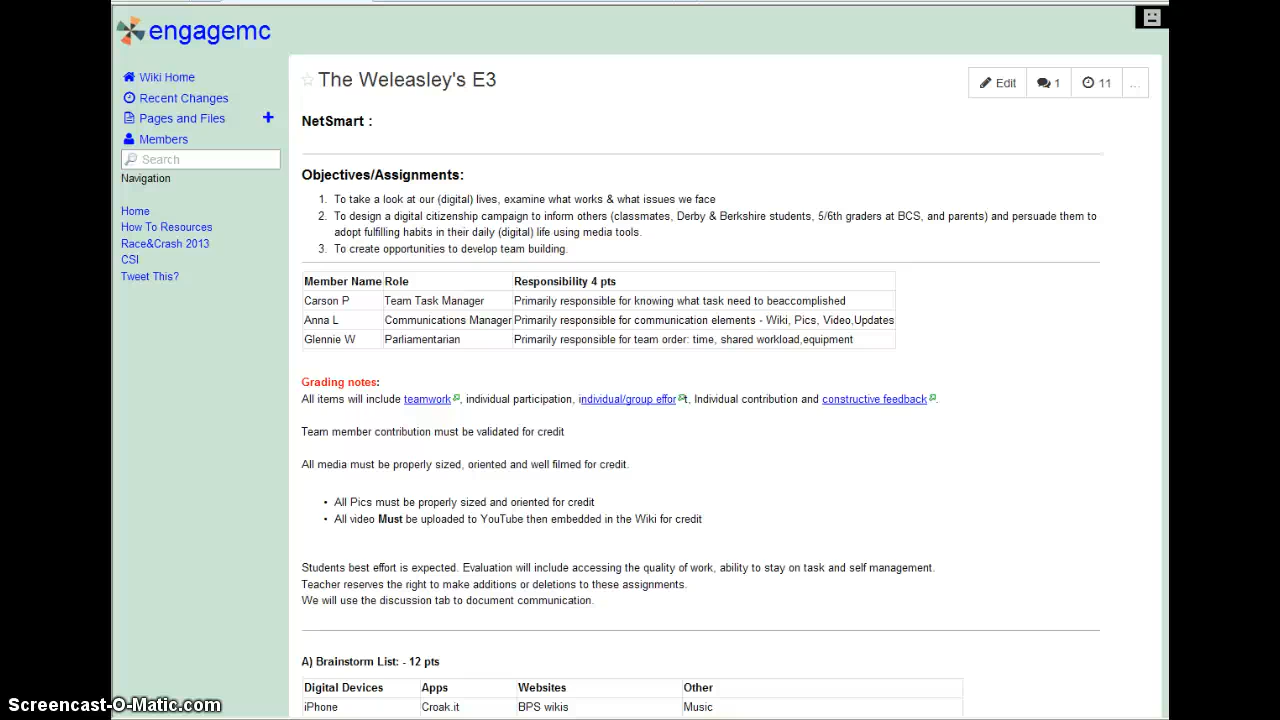 engagemc
Wiki Home
Recent Changes
Pages and Files
Members
Search
Navigation
Home
How To Resources
Race&Crash 2013
CSI
Tweet This?
The Weleasley's E3
Edit
1
11
...
NetSmart :
Objectives/Assignments:
1. To take a look at our (digital) lives, examine what works & what issues we face
2. To design a digital citizenship campaign to inform others (classmates, Derby & Berkshire students, 5/6th graders at BCS, and parents) and persuade them to
adopt fulfilling habits in their daily (digital) life using media tools.
3. To create opportunities to develop team building.
Member Name Role Responsibility 4 pts
Carson P Team Task Manager Primarily responsible for knowing what task need to beaccomplished
Anna L Communications Manager Primarily responsible for communication elements - Wiki, Pics, Video,Updates
Glennie W Parliamentarian Primarily responsible for team order: time, shared workload,equipment
Grading notes:
All items will include teamwork, individual participation, individual/group effort, Individual contribution and constructive feedback.
Team member contribution must be validated for credit
All media must be properly sized, oriented and well filmed for credit.
• All Pics must be properly sized and oriented for credit
• All video Must be uploaded to YouTube then embedded in the Wiki for credit
Students best effort is expected. Evaluation will include accessing the quality of work, ability to stay on task and self management.
Teacher reserves the right to make additions or deletions to these assignments.
We will use the discussion tab to document communication.
A) Brainstorm List: - 12 pts
Digital Devices Apps Websites Other
iPhone Croak.it BPS wikis Music
Screencast-O-Matic.com